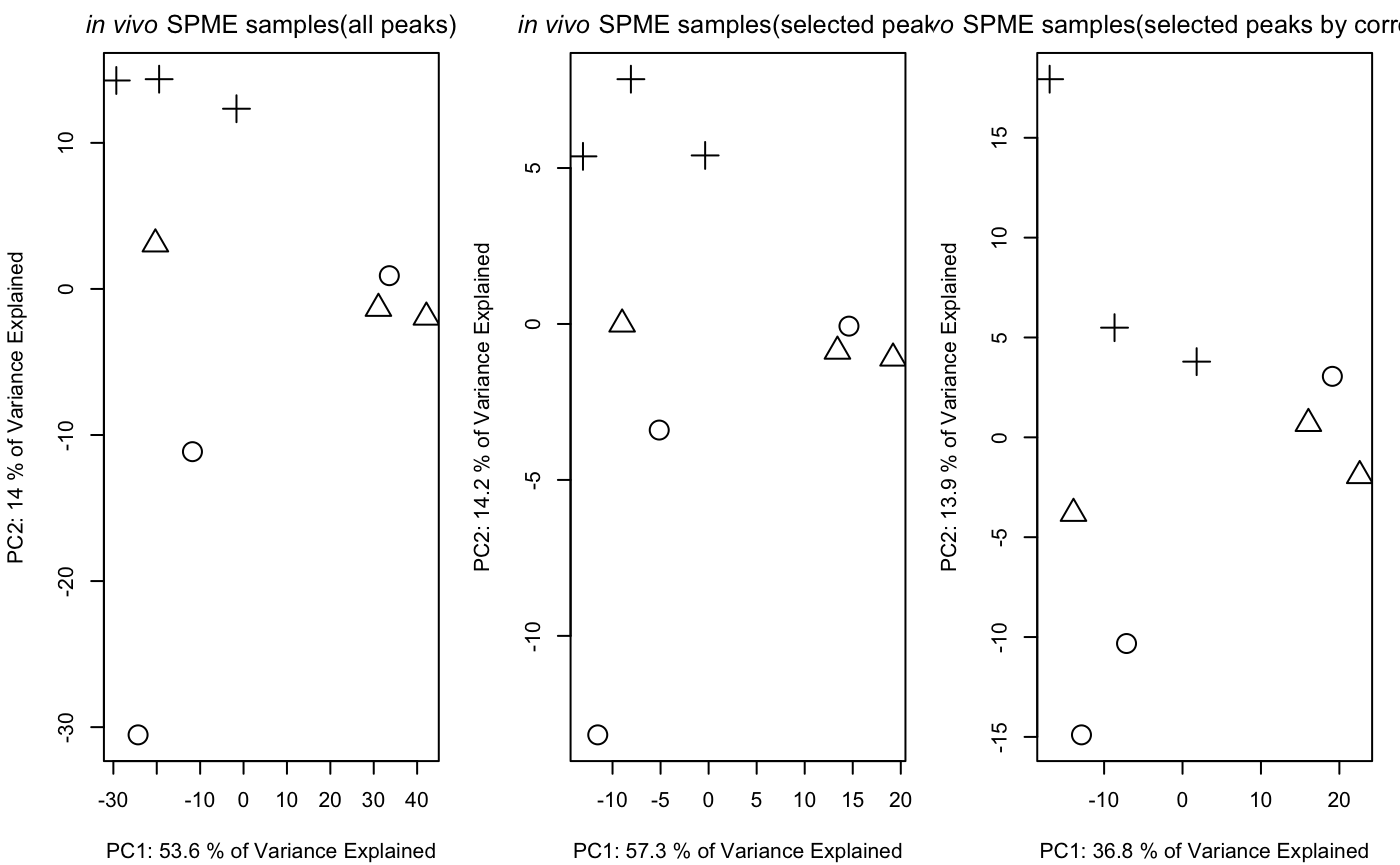 in vivo SPME samples(all peaks)
in vivo SPME samples(selected peak
vo SPME samples(selected peaks by corre
PC2: 14 % of Variance Explained
10
0
-10
-20
-30
-30 -10 0 10 20 30 40
PC1: 53.6 % of Variance Explained
PC2: 14.2 % of Variance Explained
5
0
-5
-10
-10 -5 0 5 10 15 20
PC1: 57.3 % of Variance Explained
PC2: 13.9 % of Variance Explained
15
10
5
0
-5
-10
-15
-10 0 10 20
PC1: 36.8 % of Variance Explained